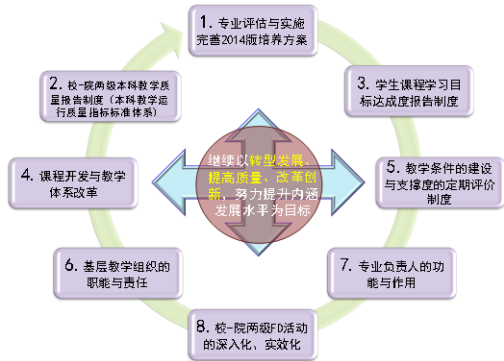 1. 专业评估与实施
完善2014版培养方案
2. 校-院两级本科教学质
量报告制度（本科教学运
行质量指标标准体系）
3. 学生课程学习目
标达成度报告制度
继续以转型发展、
提高质量、改革创
新，努力提升内涵
发展水平为目标
4. 课程开发与教学
体系改革
5. 教学条件的建设
与支撑度的定期评价
制度
6. 基层教学组织的
职能与责任
7. 专业负责人的功
能与作用
8. 校-院两级FD活动
的深入化、实效化